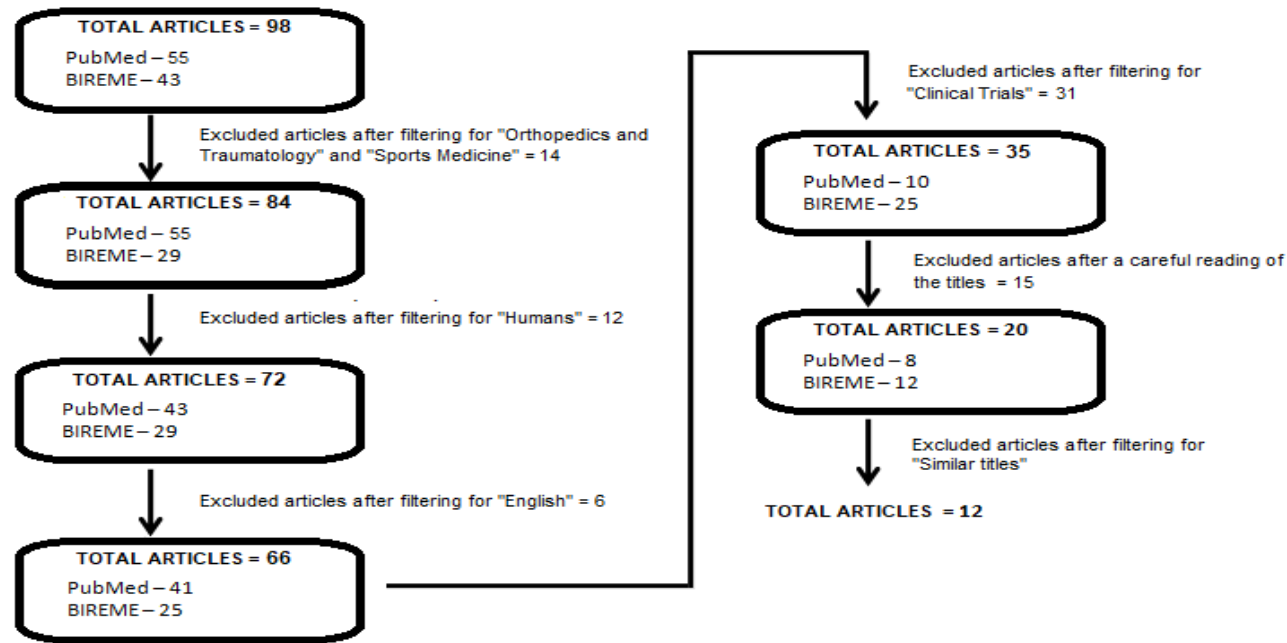 TOTAL ARTICLES = 98
PubMed – 55
BIREME – 43
Excluded articles after filtering for "Orthopedics and
Traumatology" and "Sports Medicine" = 14
TOTAL ARTICLES = 84
PubMed – 55
BIREME – 29
Excluded articles after filtering for "Humans" = 12
TOTAL ARTICLES = 72
PubMed – 43
BIREME – 29
Excluded articles after filtering for "English" = 6
TOTAL ARTICLES = 66
PubMed – 41
BIREME – 25
Excluded articles after filtering for
"Clinical Trials" = 31
TOTAL ARTICLES = 35
PubMed – 10
BIREME – 25
Excluded articles after a careful reading of
the titles = 15
TOTAL ARTICLES = 20
PubMed – 8
BIREME – 12
Excluded articles after filtering for
"Similar titles"
TOTAL ARTICLES = 12